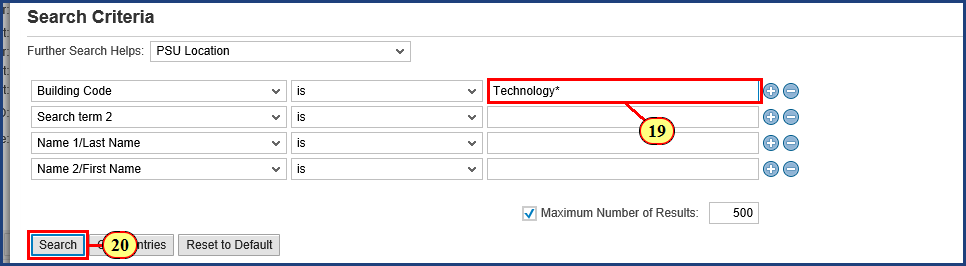 Search Criteria
Further Search Helps: PSU Location
Building Code is Technology*
Search term 2 is
19
Name 1/Last Name is
Name 2/First Name is
Maximum Number of Results: 500
Search 20 ntries Reset to Default